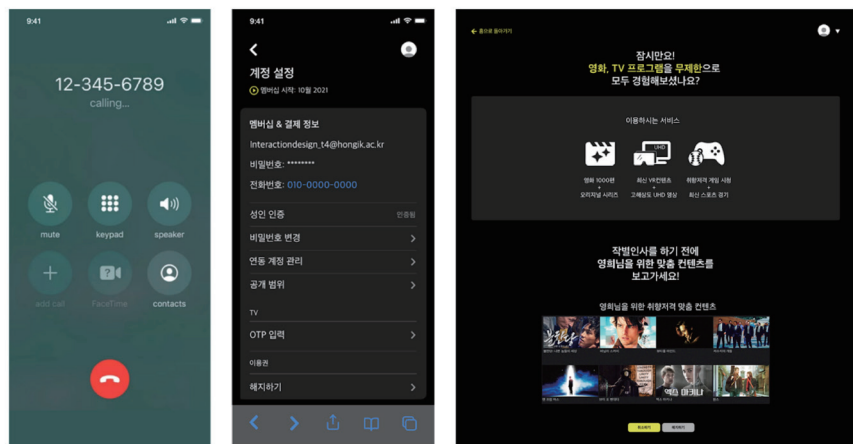 9:41
12-345-6789
calling...
mute
keypad
speaker
add call
FaceTime
contacts
9:41
계정 설정
멤버십 시작: 10월 2021
멤버십 & 결제 정보
Interactiondesign_t4@hongik.ac.kr
비밀번호: ********
전화번호: 010-0000-0000
성인 인증
인증됨
비밀번호 변경
연동 계정 관리
공개 범위
TV
OTP 입력
이용권
해지하기
홈으로 돌아가기
잠시만요!
영화, TV 프로그램을 무제한으로
모두 경험해보셨나요?
이용하시는 서비스
UHD
영화 1000편
+
오리지널 시리즈
최신 VR컨텐츠
+
고해상도 UHD 영상
취향저격 게임 시청
+
최신 스포츠 경기
작별인사를 하기 전에
영희님을 위한 맞춤 컨텐츠를
보고가세요!
영희님을 위한 취향저격 컨텐츠
엑스 마키나